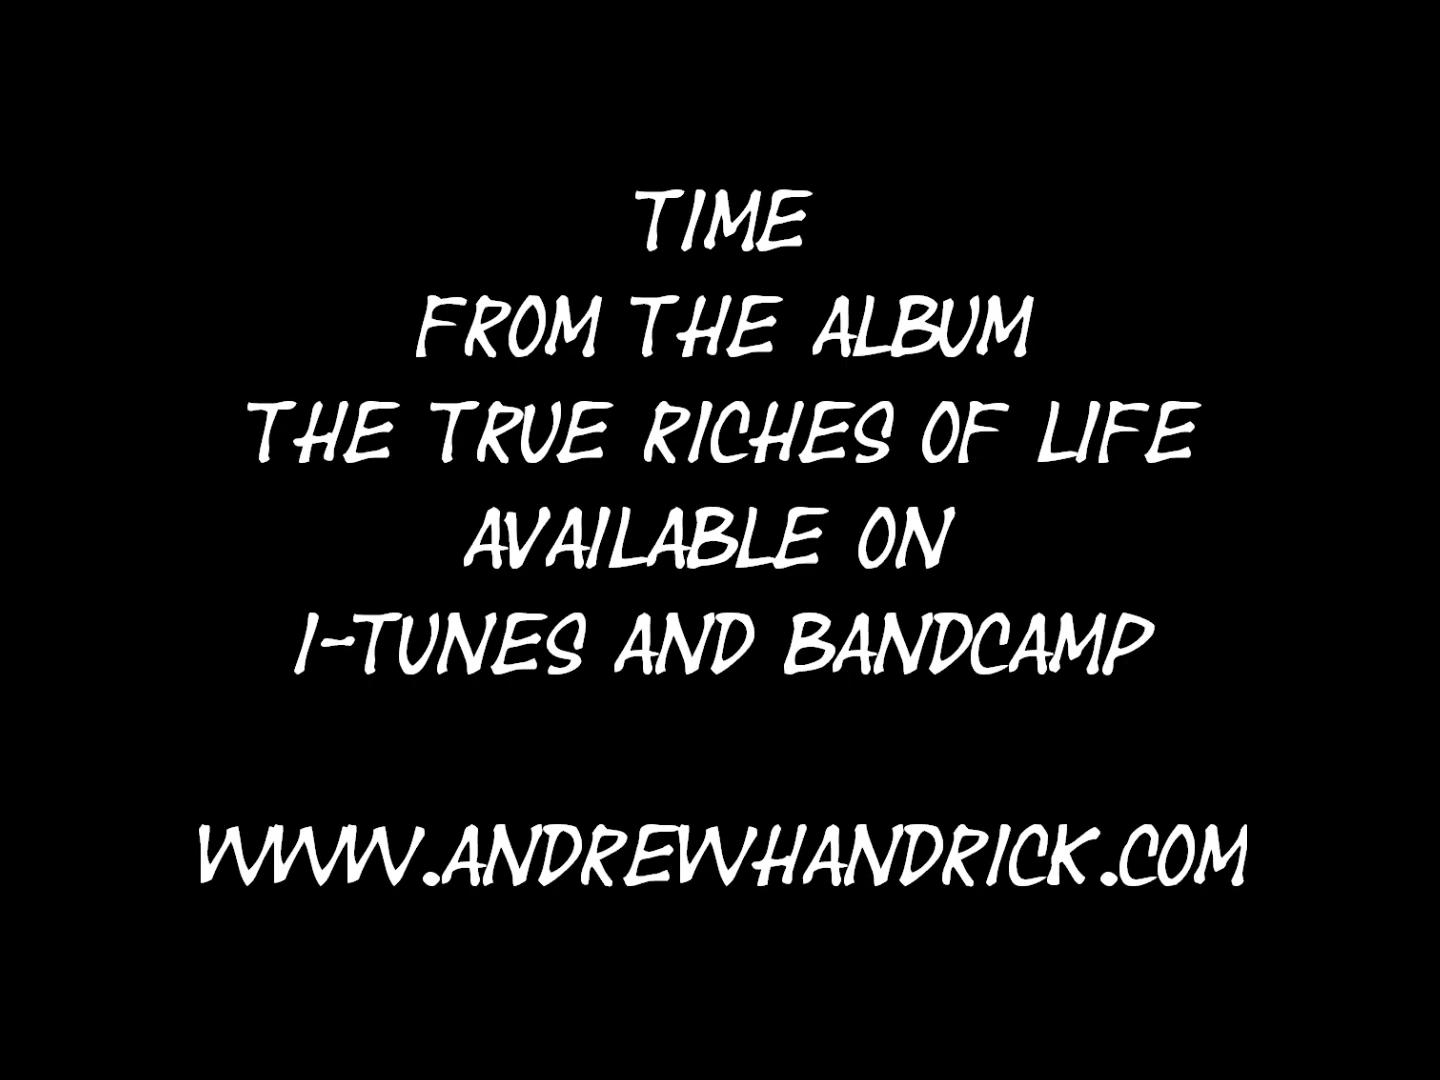 TIME
FROM THE ALBUM
THE TRUE RICHES OF LIFE
AVAILABLE ON
I-TUNES AND BANDCAMP
WWW.ANDREWHANDRICK.COM